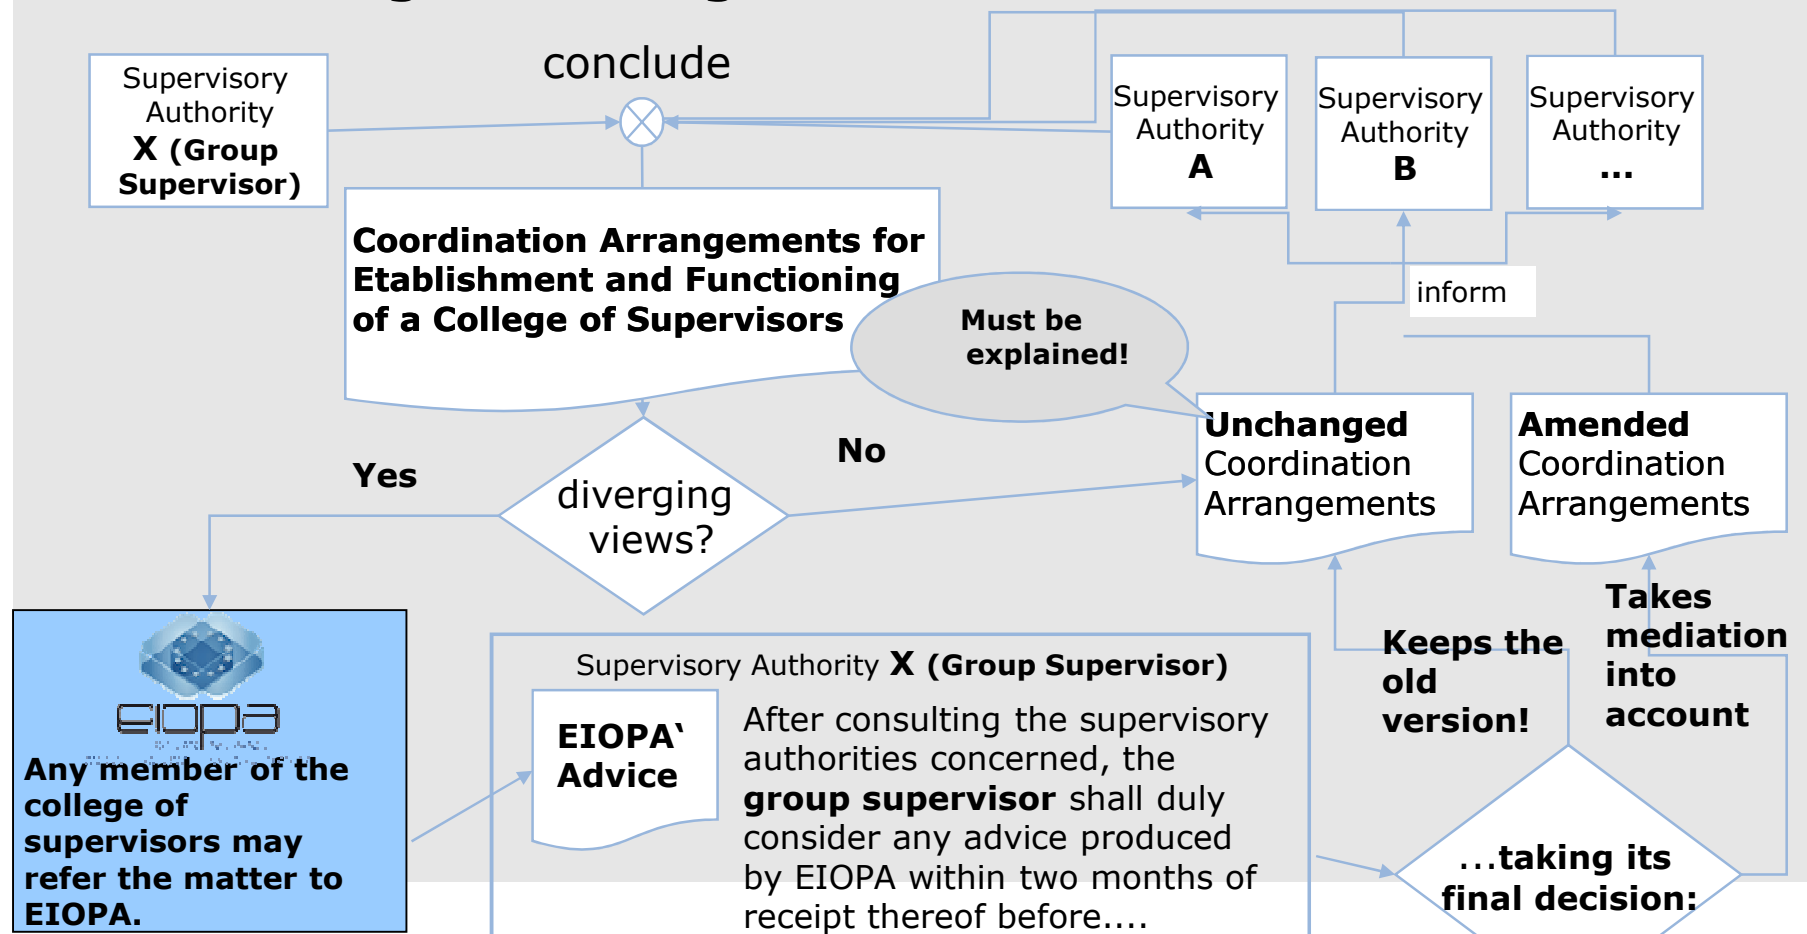 conclude
Supervisory
Authority
X (Group
Supervisor)
Supervisory
Authority
A
Supervisory
Authority
B
Supervisory
Authority
...
Coordination Arrangements for
Etablishment and Functioning
of a College of Supervisors
inform
Must be
explained!
Unchanged
Coordination
Arrangements
Amended
Coordination
Arrangements
Yes
No
diverging
views?
Takes
mediation
into
account
Keeps the
old
version!
eiopa
Any member of the
college of
supervisors may
refer the matter to
EIOPA.
Supervisory Authority X (Group Supervisor)
EIOPA‘
Advice
After consulting the supervisory
authorities concerned, the
group supervisor shall duly
consider any advice produced
by EIOPA within two months of
receipt thereof before....
...taking its
final decision: